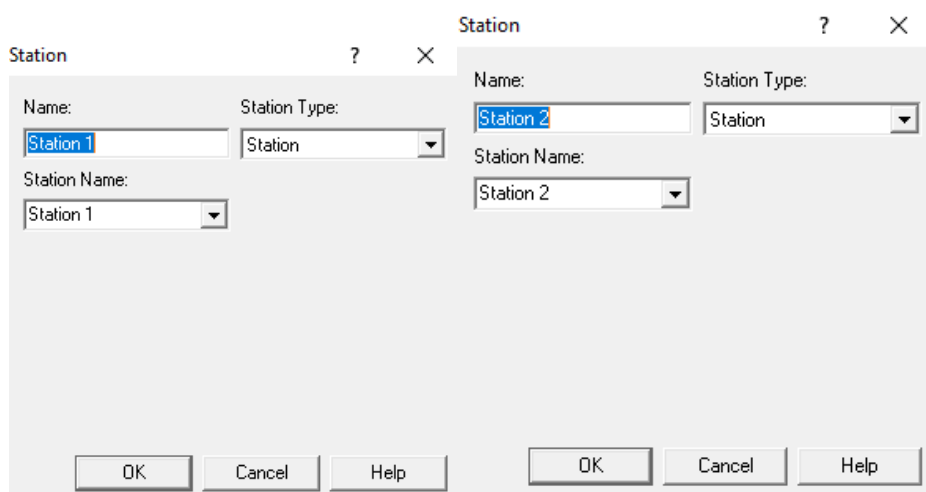 Station ?
Name: Station Type:
Station 1 Station
Station Name:
Station 1
OK Cancel Help
Station ?
Name: Station Type:
Station 2 Station
Station Name:
Station 2
OK Cancel Help